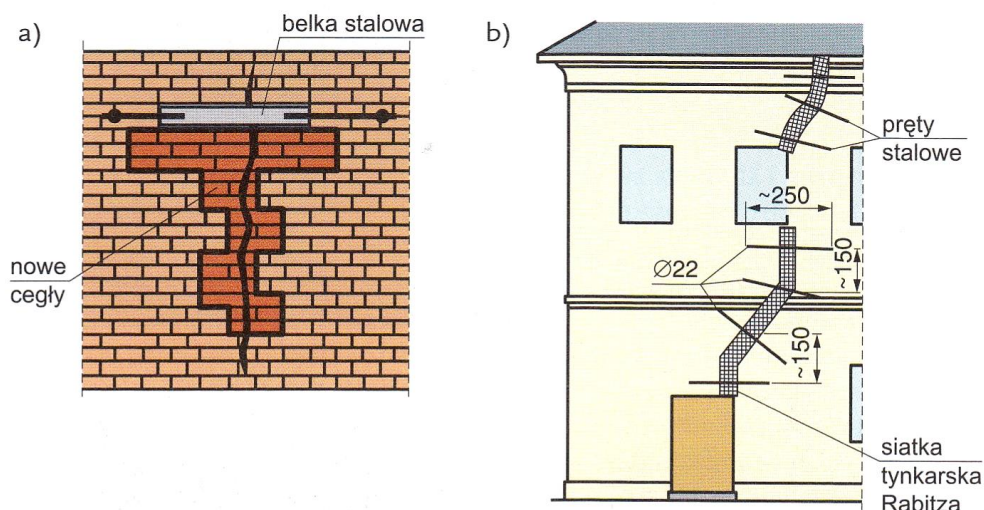 a)
belka stalowa
nowe
cegły
b)
pręty
stalowe
~250
~150
Ø22
~150
siatka
tynkarska
Rabitza